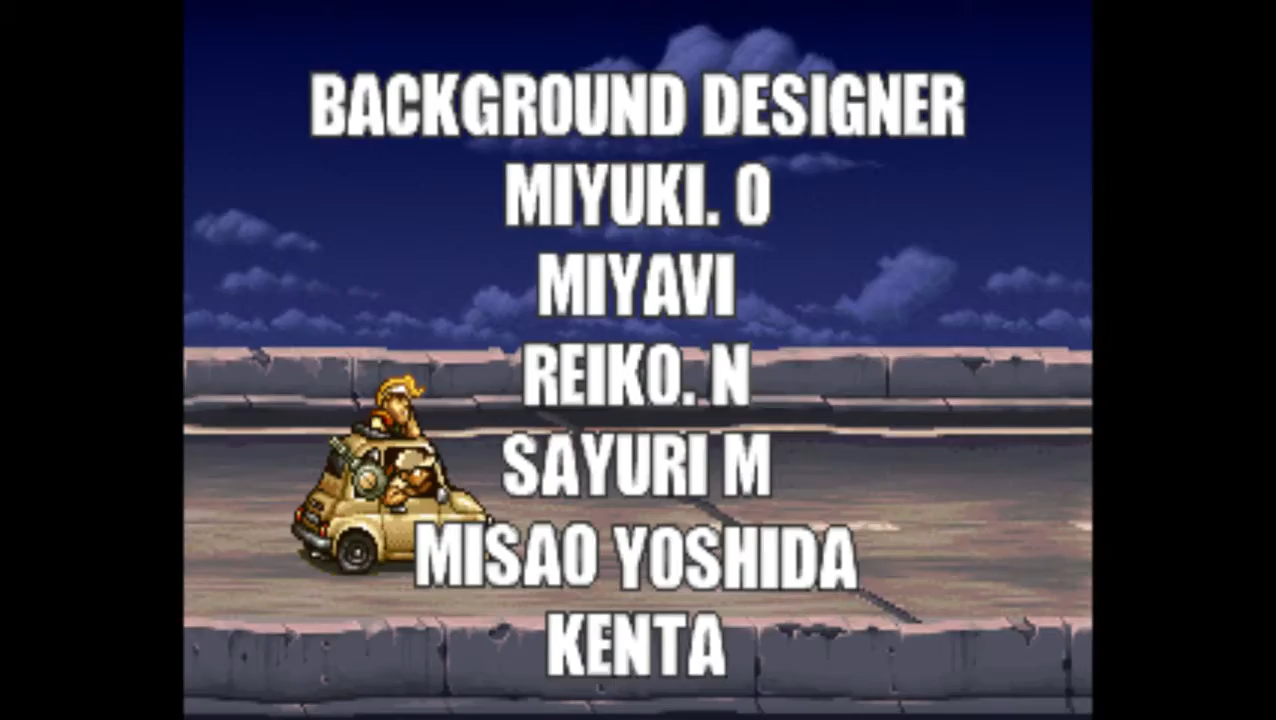 BACKGROUND DESIGNER
MIYUKI. O
MIYAVI
REIKO. N
SAYURI M
MISAO YOSHIDA
KENTA